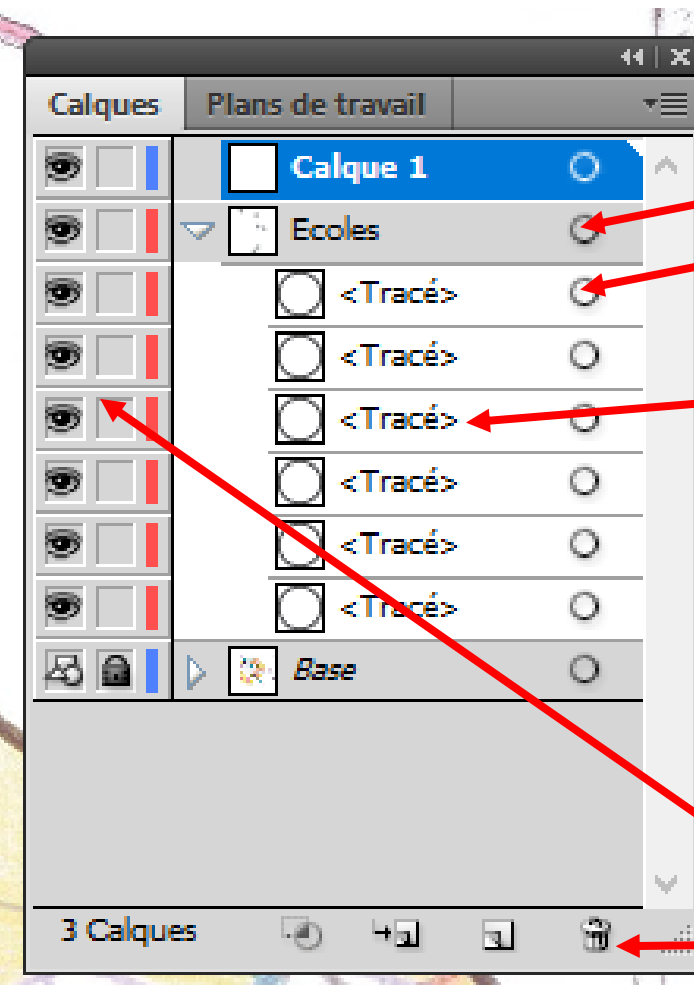 Calques Plans de travail
Calque 1
Ecoles
<Tracé>
<Tracé>
<Tracé>
<Tracé>
<Tracé>
<Tracé>
Base
3 Calques